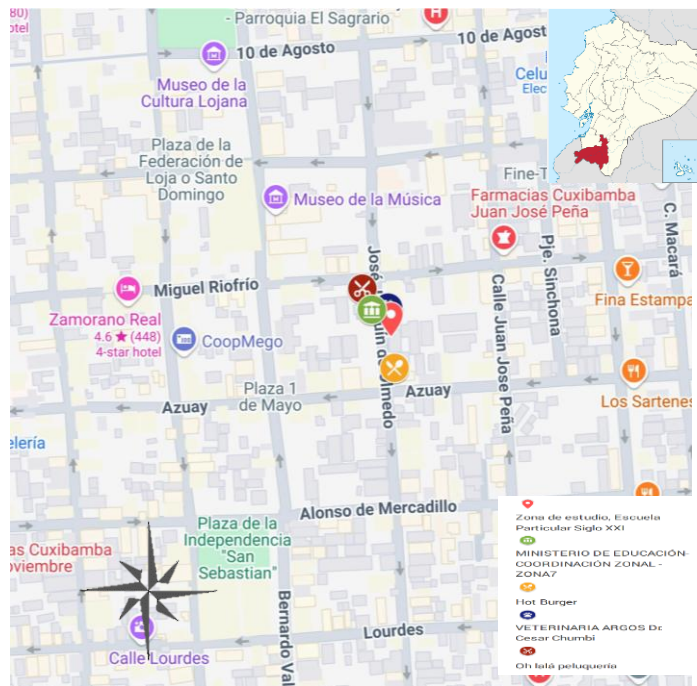 80)
hotel
- Parroquia El Sagrario
10 de Agosto
10 de Agost
Museo de la
Cultura Lojana
Celu
Elec
Plaza de la
Federación de
Loja o Santo
Domingo
Museo de la Música
Fine-T
Farmacias Cuxibamba
Juan José Peña
C. Macará
Pje. Sinchona
Miguel Riofrío
Zamorano Real
4.6★(448)
4-star hotel
CoopMego
Fina Estampa
Calle Juan José Peña
Plaza 1
de Mayo
Azuay
Azuay
Los Sartenes
elería
Alonso de Mercadillo
Plaza de la
Independencia
"San
Sebastian"
as Cuxibamba
oviembre
Bernardo Val
Lourdes
Calle Lourdes
Zona de estudio, Escuela
Particular Siglo XXI
MINISTERIO DE EDUCACIÓN-
COORDINACIÓN ZONAL -
ZONA7
Hot Burger
VETERINARIA ARGOS Dr.
Cesar Chumbi
Oh lalá peluquería